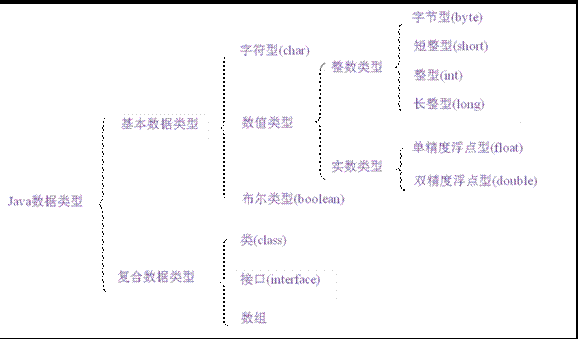 字节型(byte)
字符型(char)
短整型(short)
整数类型
整型(int)
长整型(long)
基本数据类型
数值类型
单精度浮点型(float)
实数类型
双精度浮点型(double)
Java数据类型
布尔类型(boolean)
类(class)
复合数据类型
接口(interface)
数组